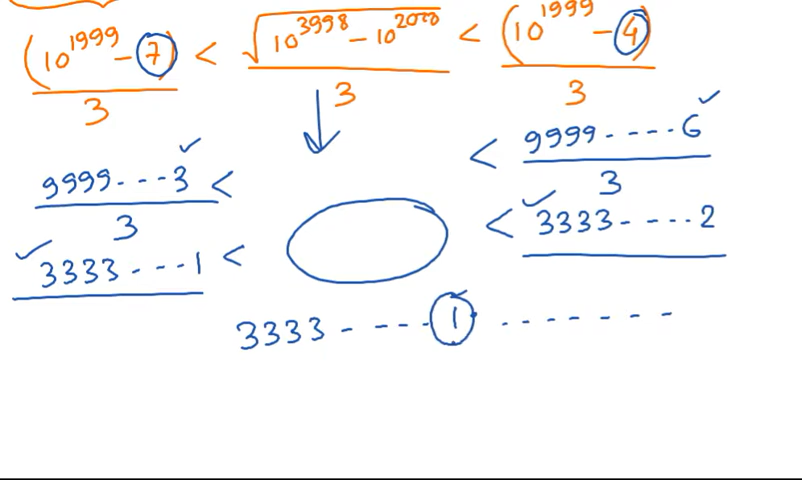 (10^1999 - 7)/3 < √(10^3998 - 10^2000)/3 < (10^1999 - 4)/3
9999---3/3 < < 9999----6/3
3333---1 < < 3333----2
3333----1.-------